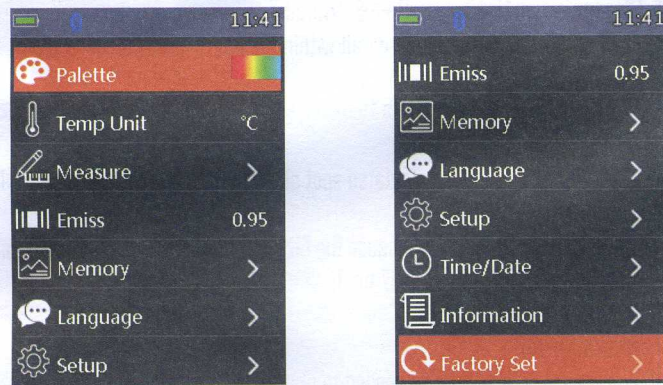 11:41
Palette
Temp Unit °C
Measure >
Emiss 0.95
Memory >
Language >
Setup >
11:41
Emiss 0.95
Memory >
Language >
Setup >
Time/Date >
Information >
Factory Set >